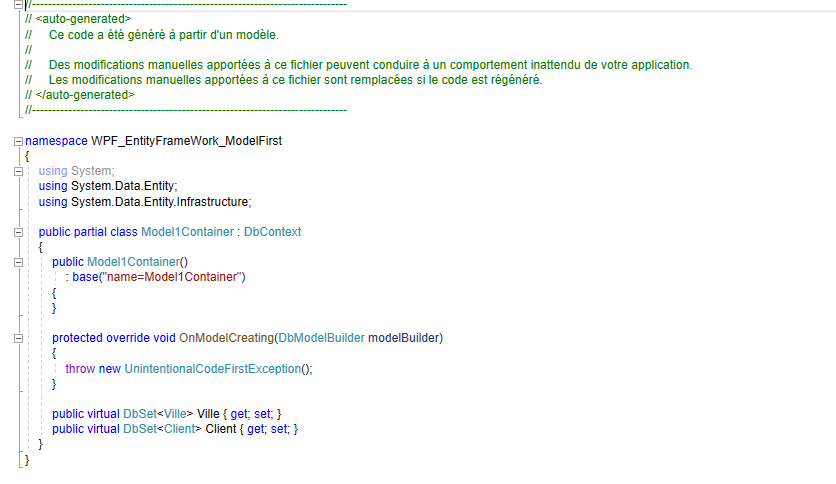 //------------------------------------------------------------------------------
// <auto-generated>
//     Ce code a été généré à partir d'un modèle.
//
//     Des modifications manuelles apportées à ce fichier peuvent conduire à un comportement inattendu de votre application.
//     Les modifications manuelles apportées à ce fichier sont remplacées si le code est régénéré.
// </auto-generated>
//------------------------------------------------------------------------------

namespace WPF_EntityFrameWork_ModelFirst
{
    using System;
    using System.Data.Entity;
    using System.Data.Entity.Infrastructure;

    public partial class Model1Container : DbContext
    {
        public Model1Container()
            : base("name=Model1Container")
        {
        }

        protected override void OnModelCreating(DbModelBuilder modelBuilder)
        {
            throw new UnintentionalCodeFirstException();
        }

        public virtual DbSet<Ville> Ville { get; set; }
        public virtual DbSet<Client> Client { get; set; }
    }
}